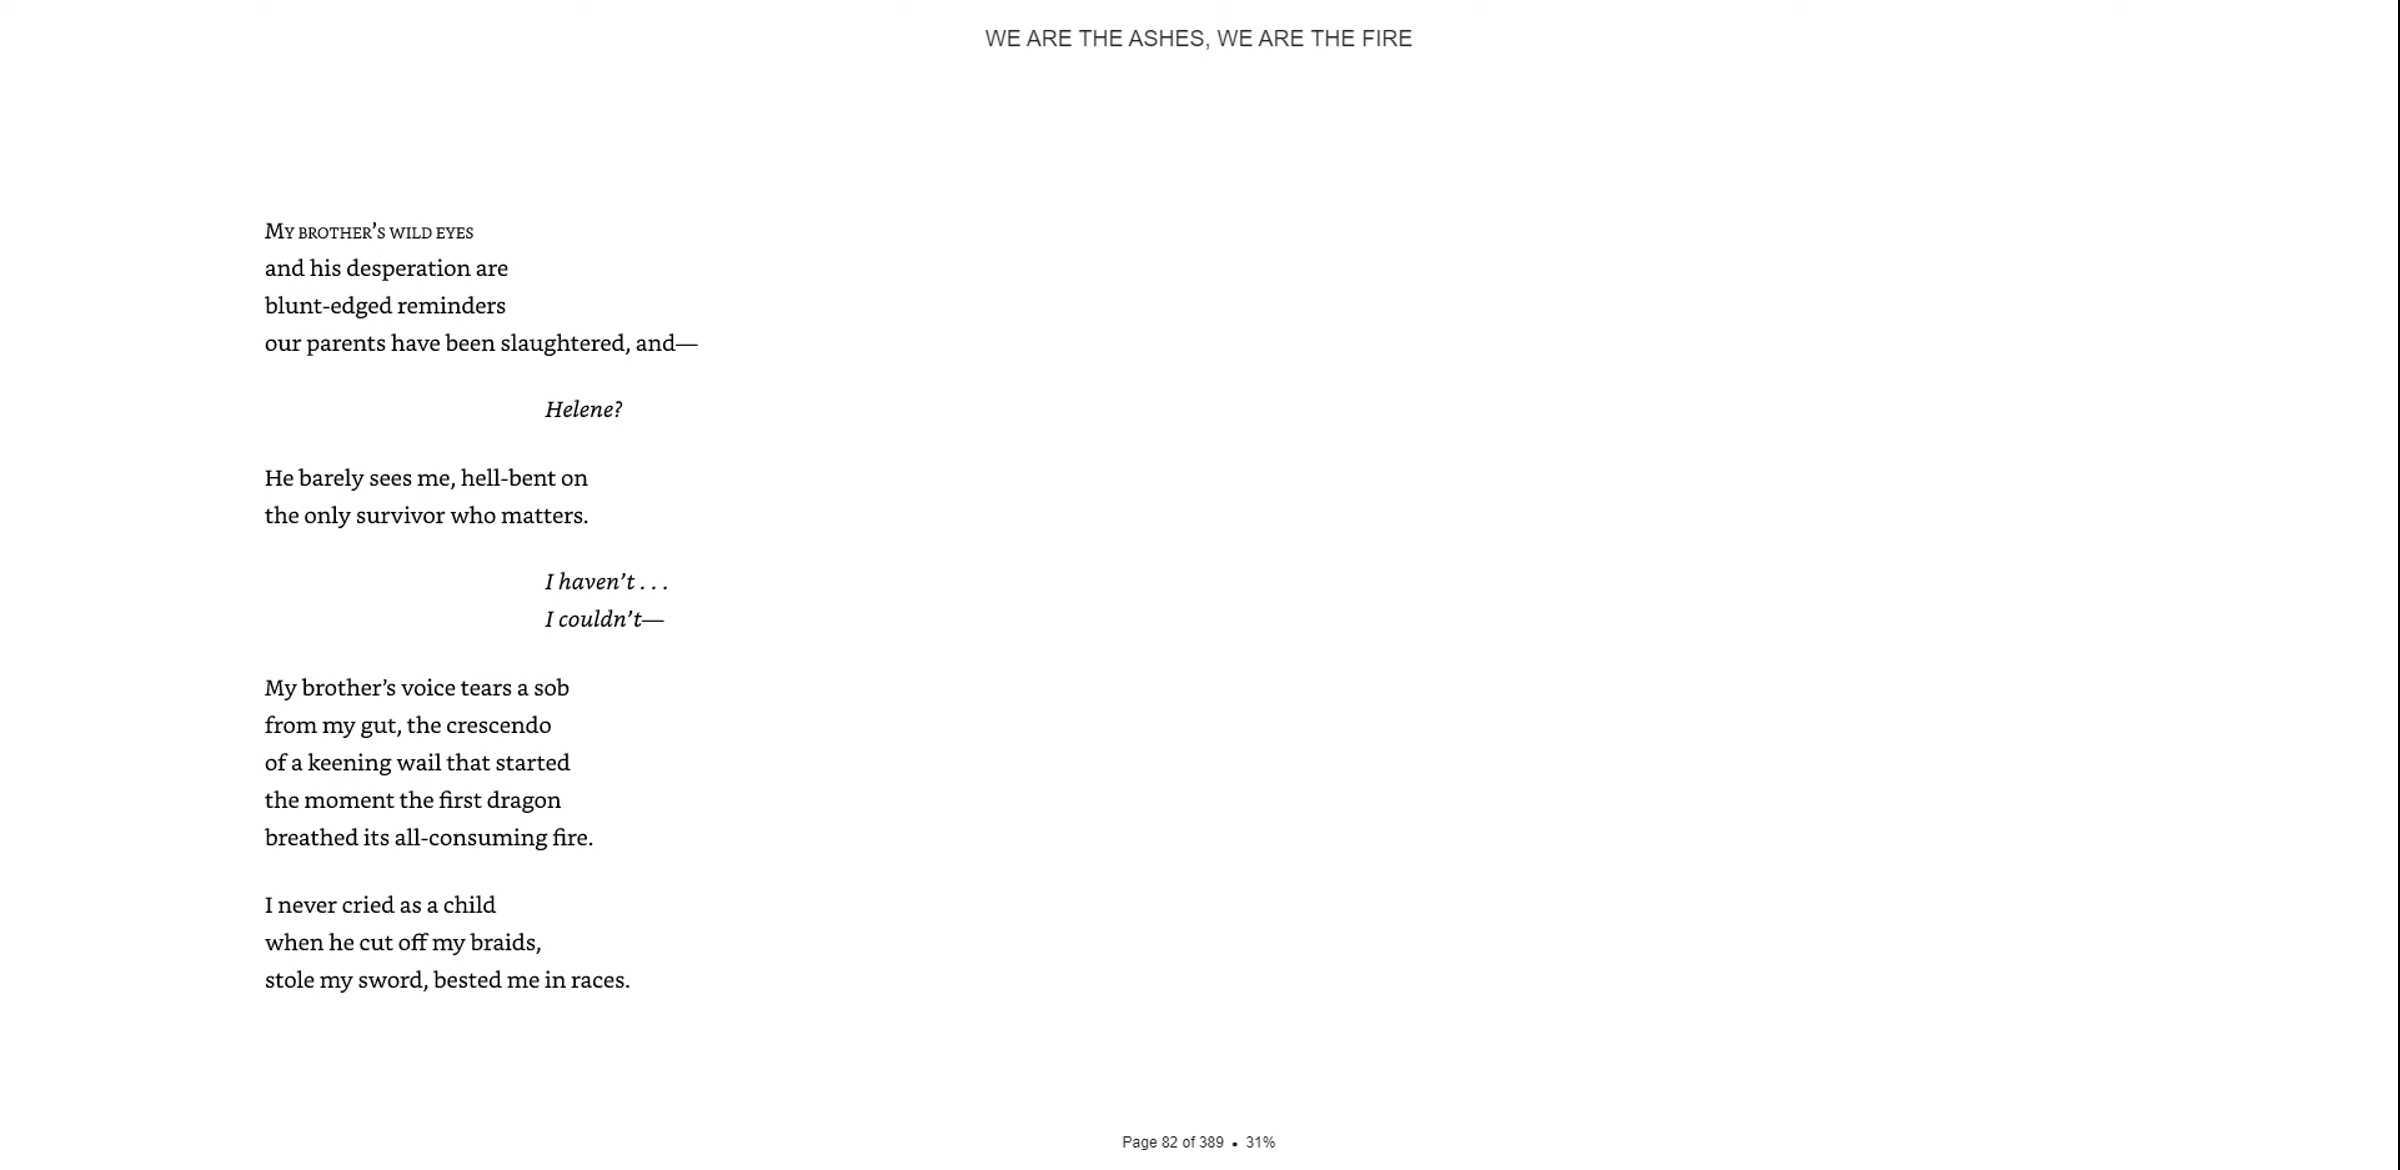 WE ARE THE ASHES, WE ARE THE FIRE
My brother’s wild eyes
and his desperation are
blunt-edged reminders
our parents have been slaughtered, and—
Helene?
He barely sees me, hell-bent on
the only survivor who matters.
I haven’t . . .
I couldn’t—
My brother’s voice tears a sob
from my gut, the crescendo
of a keening wail that started
the moment the first dragon
breathed its all-consuming fire.
I never cried as a child
when he cut off my braids,
stole my sword, bested me in races.
Page 82 of 389 • 31%